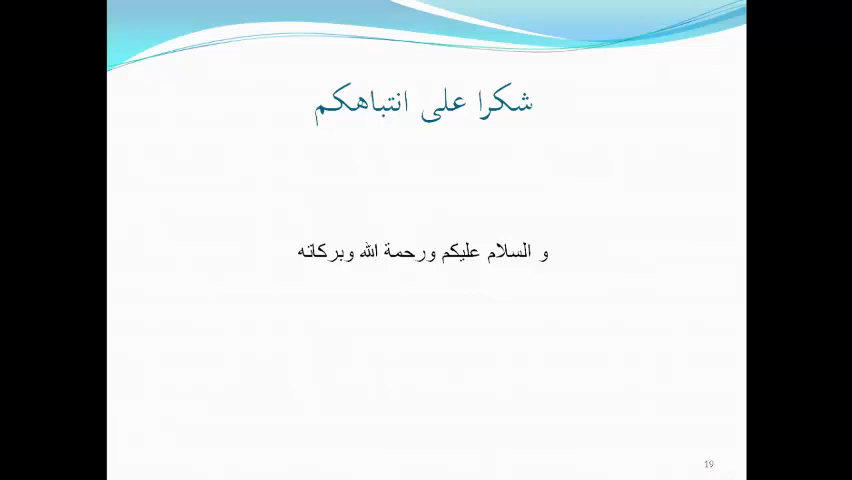 شكرا على انتباهكم
و السلام عليكم ورحمة الله وبركاته
19